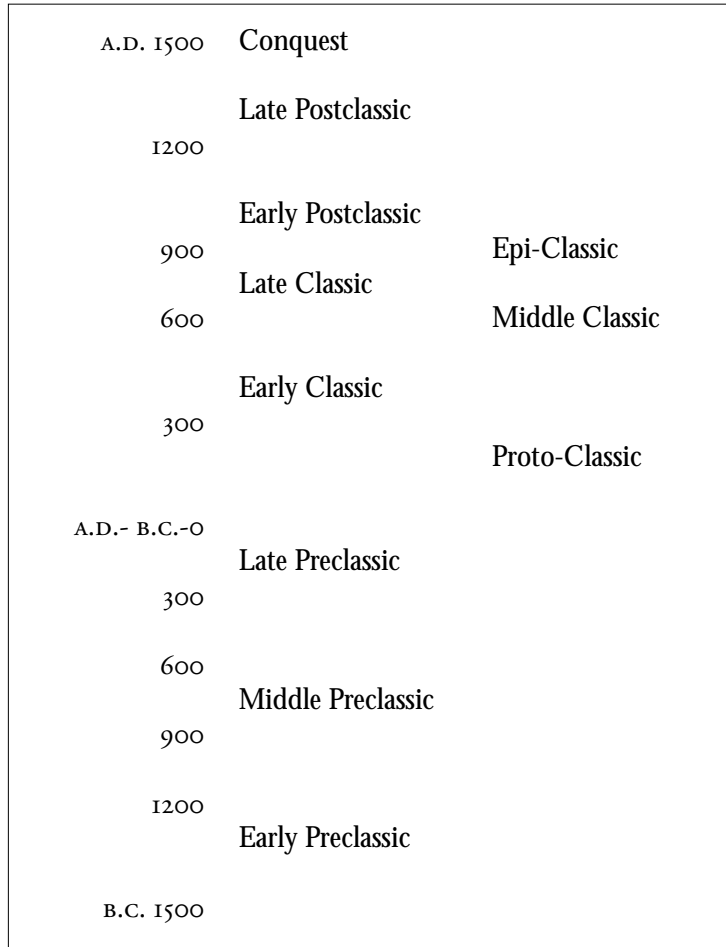 A.D. 1500 Conquest
Late Postclassic
1200
Early Postclassic
900 Epi-Classic
Late Classic
600 Middle Classic
Early Classic
300
Proto-Classic
A.D.- B.C.-0
Late Preclassic
300
600
Middle Preclassic
900
1200
Early Preclassic
B.C. 1500